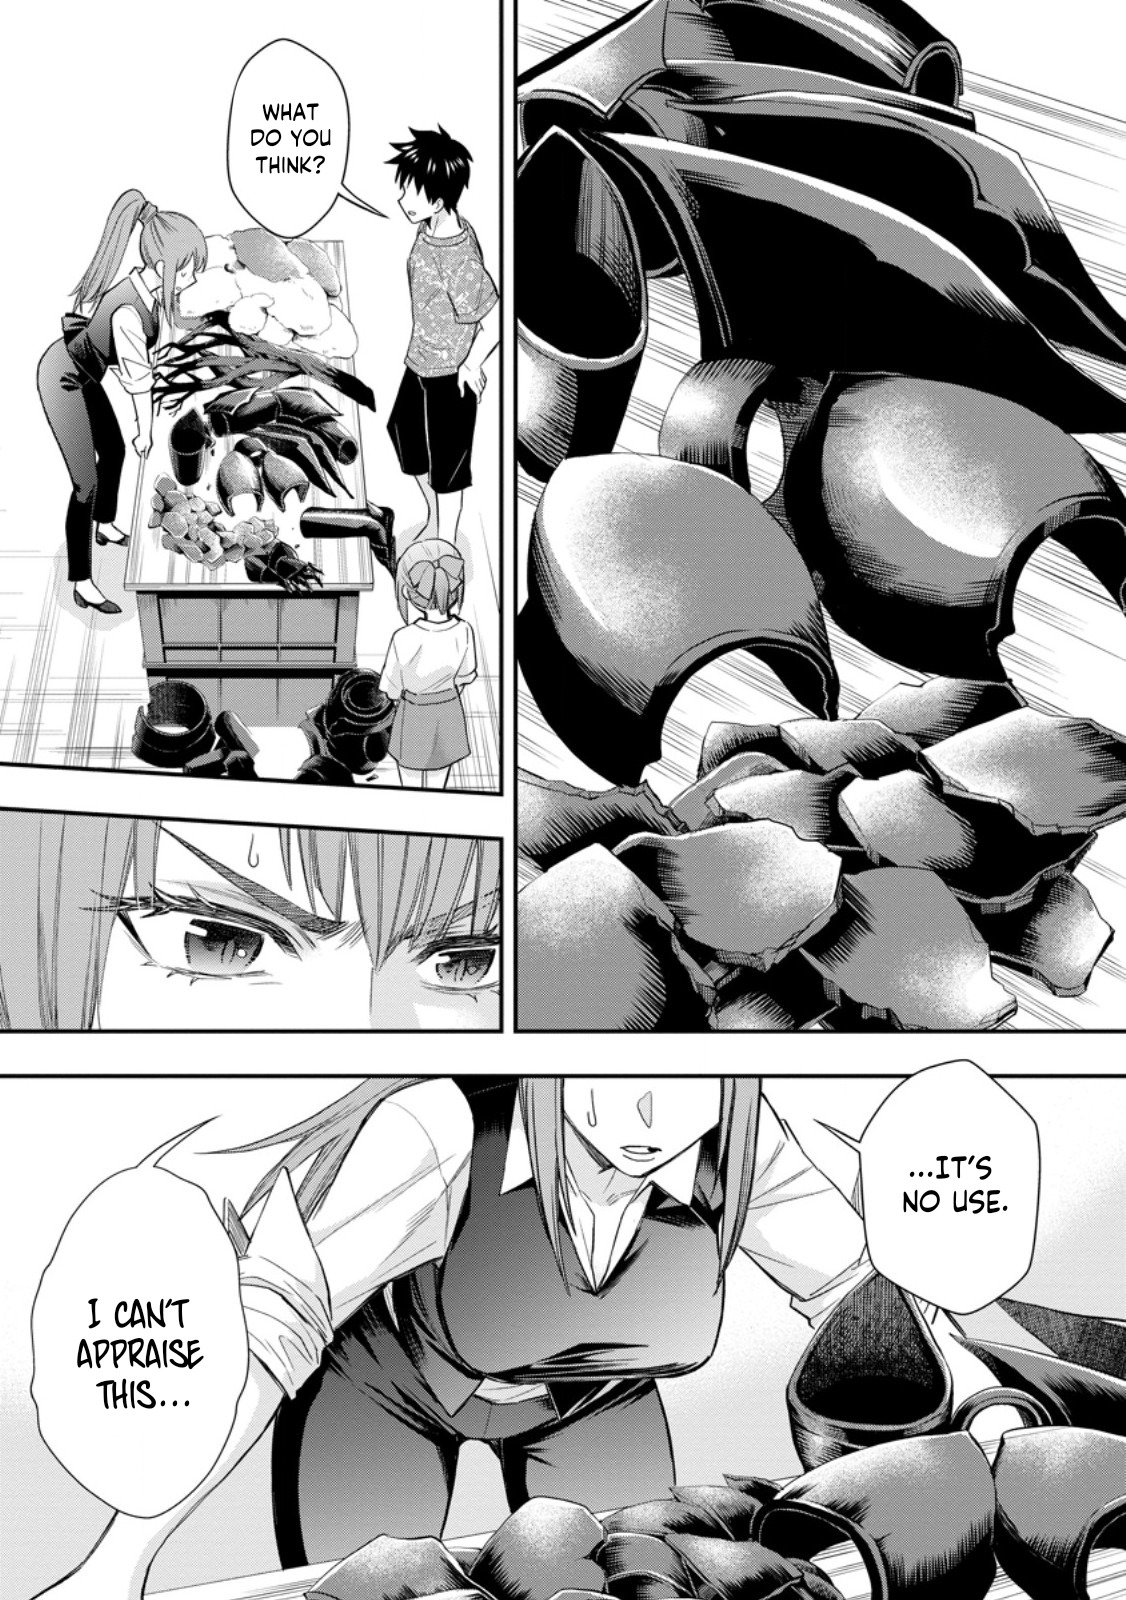 WHAT
DO YOU
THINK?
...IT'S
NO USE.
I CAN'T
APPRAISE
THIS...